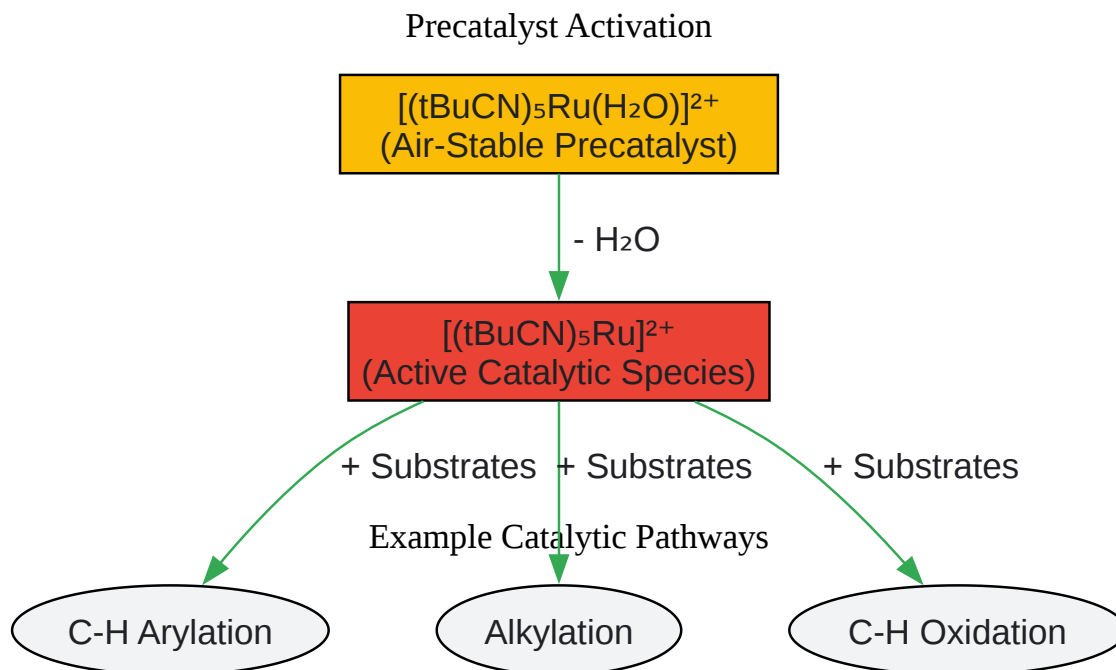 Precatalyst Activation
[(tBuCN)₅Ru(H₂O)]²⁺
(Air-Stable Precatalyst)
- H₂O
[(tBuCN)₅Ru]²⁺
(Active Catalytic Species)
+ Substrates
+ Substrates
+ Substrates
Example Catalytic Pathways
C-H Arylation
Alkylation
C-H Oxidation